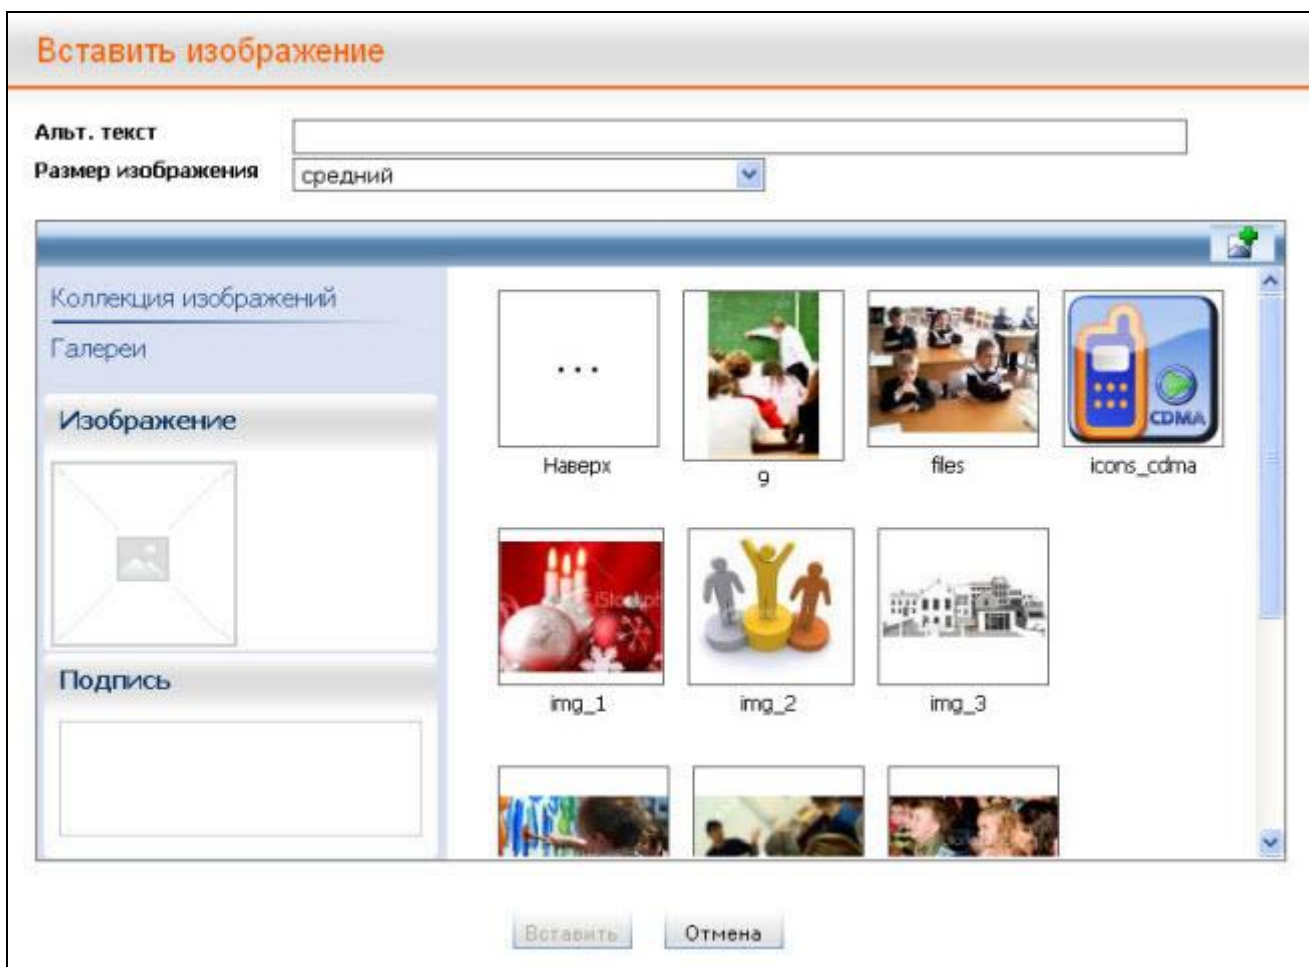 Вставить изображение
Альт. текст
Размер изображения
средний
Коллекция изображений
Галереи
Изображение
Подпись
...
Наверх
9
files
CDMA
icons_cdma
img_1
img_2
img_3
Вставить
Отмена